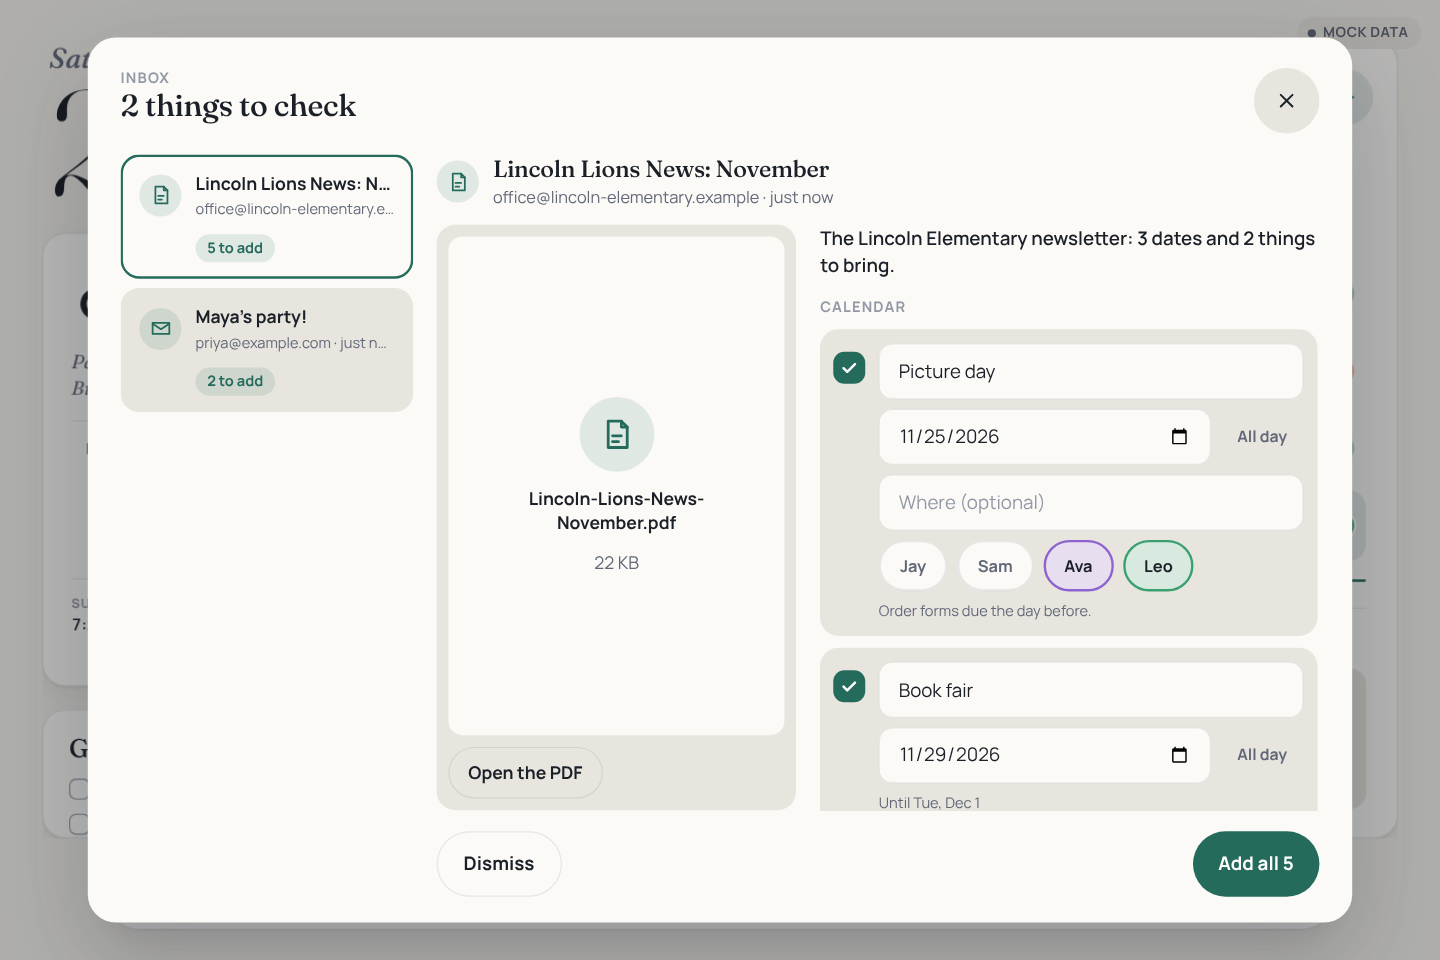 MOCK DATA
Sat
INBOX
2 things to check
Lincoln Lions News: N...
office@lincoln-elementary.e...
5 to add
Maya's party!
priya@example.com · just n...
2 to add
Lincoln Lions News: November
office@lincoln-elementary.example · just now
Lincoln-Lions-News-
November.pdf
22 KB
Open the PDF
The Lincoln Elementary newsletter: 3 dates and 2 things
to bring.
CALENDAR
Picture day
11/25/2026
All day
Where (optional)
Jay
Sam
Ava
Leo
Order forms due the day before.
Book fair
11/29/2026
All day
Until Tue, Dec 1
Dismiss
Add all 5